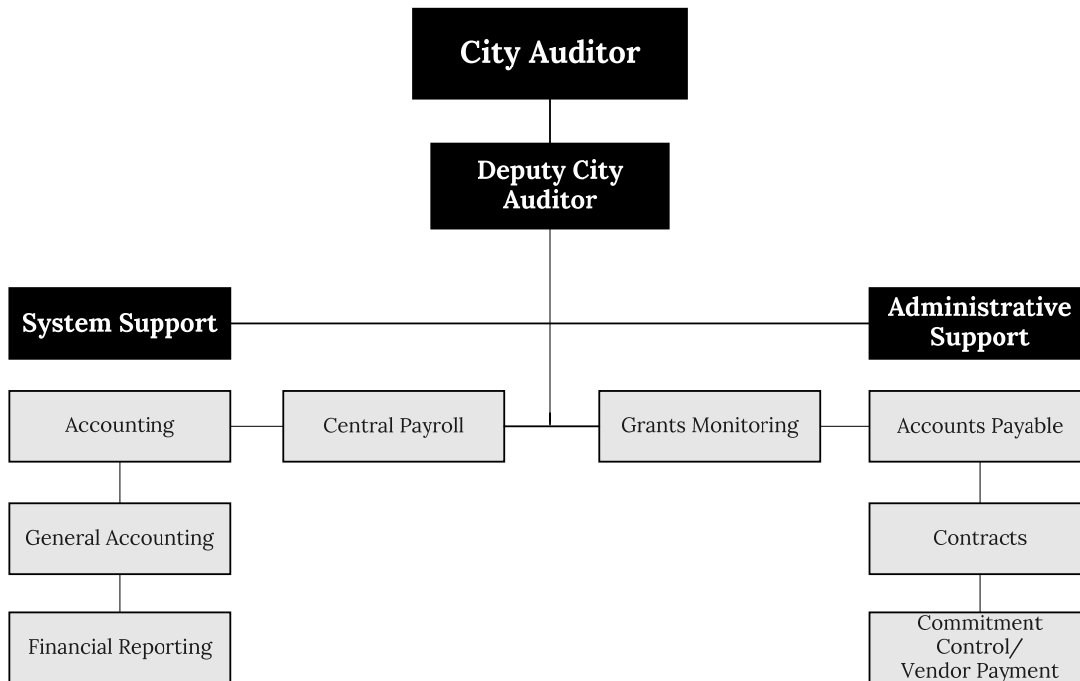 City Auditor
Deputy City
Auditor
System Support
Administrative
Support
Accounting
Central Payroll
Grants Monitoring
Accounts Payable
General Accounting
Contracts
Financial Reporting
Commitment
Control/
Vendor Payment